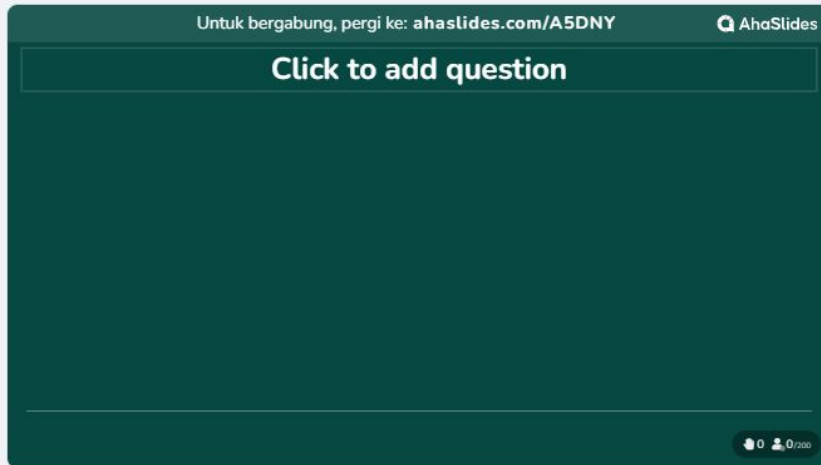 Untuk bergabung, pergi ke: ahaslides.com/A5DNY AhaSlides
Click to add question
0 0/200